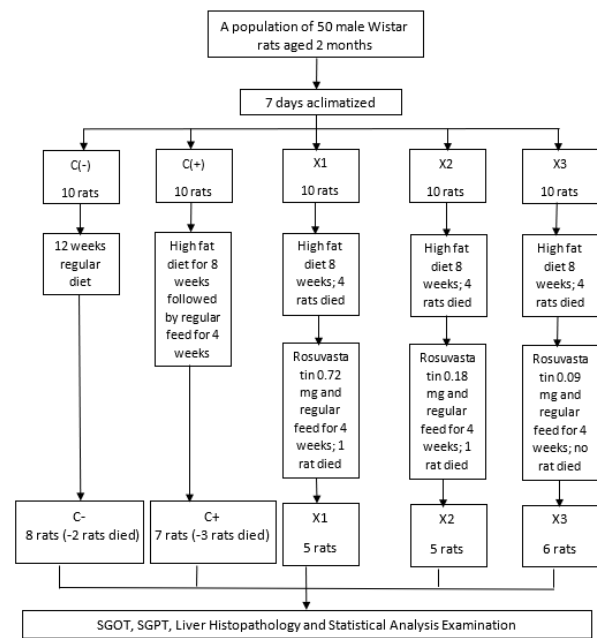 A population of 50 male Wistar
rats aged 2 months
7 days aclimatized
C(-)
10 rats
C(+)
10 rats
X1
10 rats
X2
10 rats
X3
10 rats
12 weeks
regular
diet
High fat
diet for 8
weeks
followed
by regular
feed for 4
weeks
High fat
diet 8
weeks; 4
rats died
High fat
diet 8
weeks; 4
rats died
High fat
diet 8
weeks; 4
rats died
Rosuvasta
tin 0.72
mg and
regular
feed for 4
weeks; 1
rat died
Rosuvasta
tin 0.18
mg and
regular
feed for 4
weeks; 1
rat died
Rosuvasta
tin 0.09
mg and
regular
feed for 4
weeks; no
rat died
C-
8 rats (-2 rats died)
C+
7 rats (-3 rats died)
X1
5 rats
X2
5 rats
X3
6 rats
SGOT, SGPT, Liver Histopathology and Statistical Analysis Examination